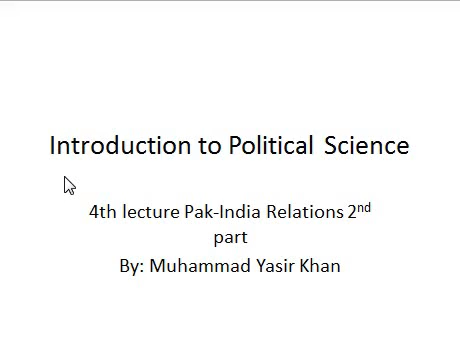 Introduction to Political Science
4th lecture Pak-India Relations 2nd
part
By: Muhammad Yasir Khan